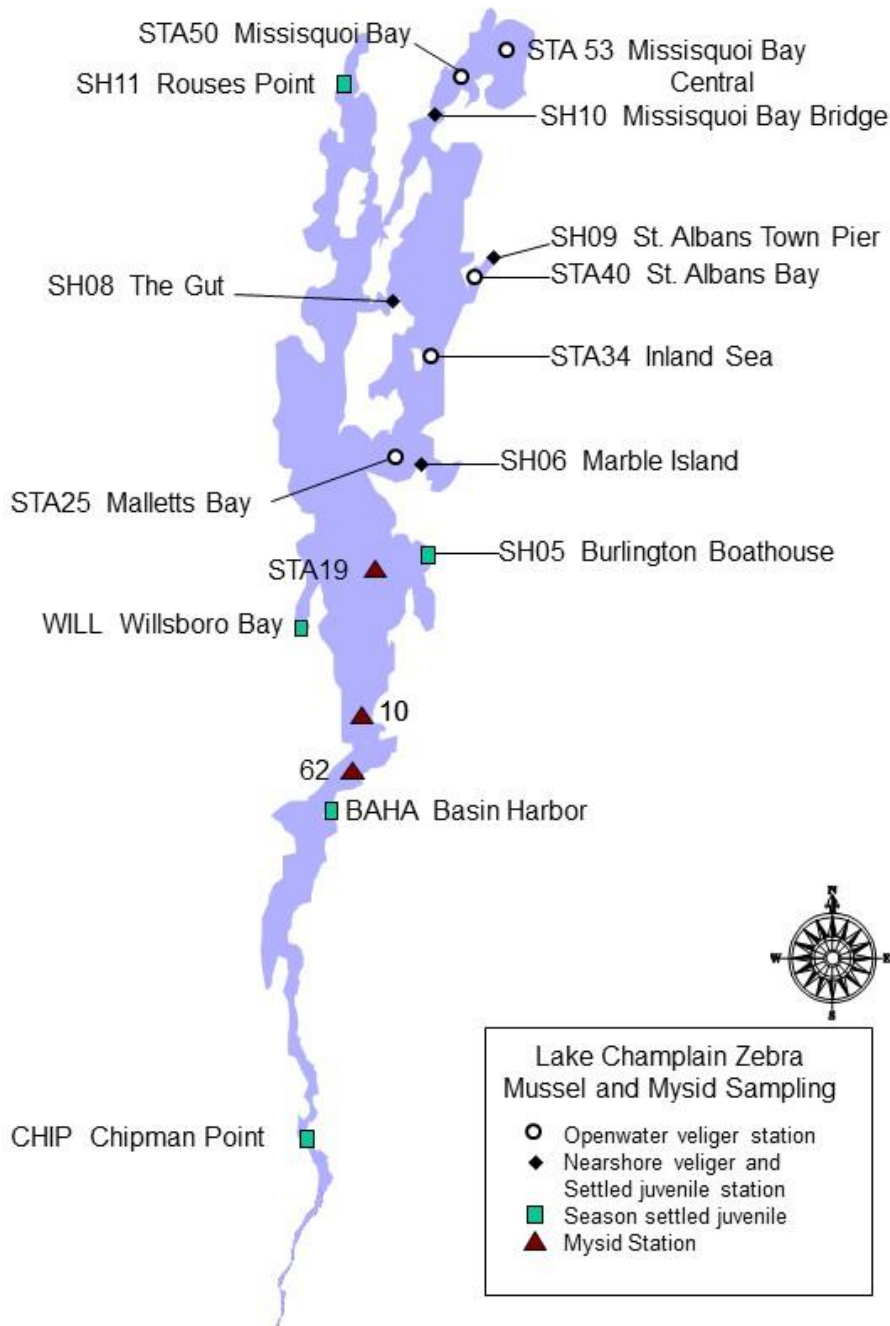 STA50 Missisquoi Bay
STA 53 Missisquoi Bay
Central
SH11 Rouses Point
SH10 Missisquoi Bay Bridge
SH09 St. Albans Town Pier
STA40 St. Albans Bay
SH08 The Gut
STA34 Inland Sea
SH06 Marble Island
STA25 Malletts Bay
SH05 Burlington Boathouse
STA19
WILL Willsboro Bay
10
62
BAHA Basin Harbor
N
W
E
S
CHIP Chipman Point
Lake Champlain Zebra
Mussel and Mysid Sampling
Openwater veliger station
Nearshore veliger and
Settled juvenile station
Season settled juvenile
Mysid Station